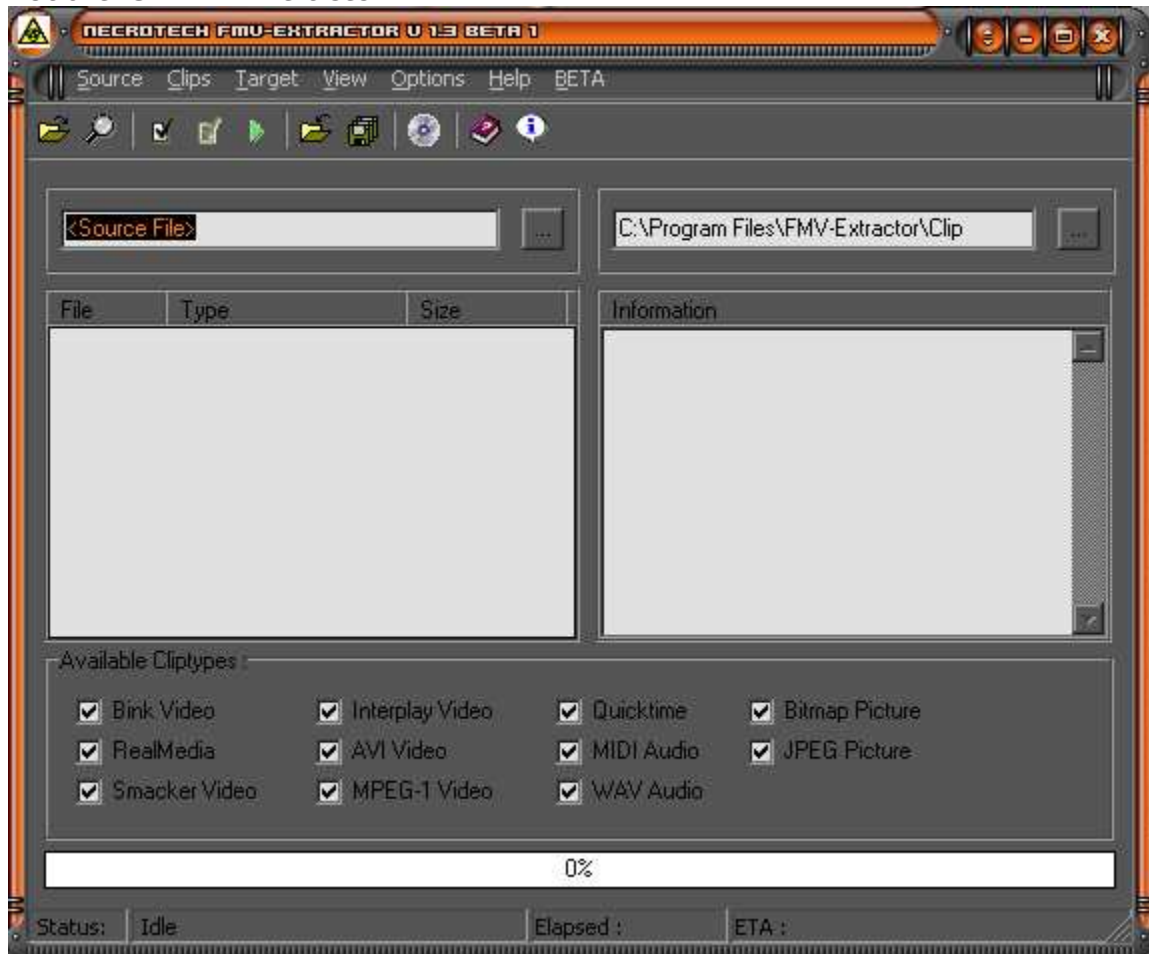 NECROTECH FMV-EXTRACTOR V 1.3 BETA 1
Source Clips Target View Options Help BETA
<Source File> ... C:\Program Files\FMV-Extractor\Clip ...
File Type Size Information
Available Cliptypes :
Bink Video Interplay Video Quicktime Bitmap Picture
RealMedia AVI Video MIDI Audio JPEG Picture
Smacker Video MPEG-1 Video WAV Audio
0%
Status: Idle Elapsed : ETA :